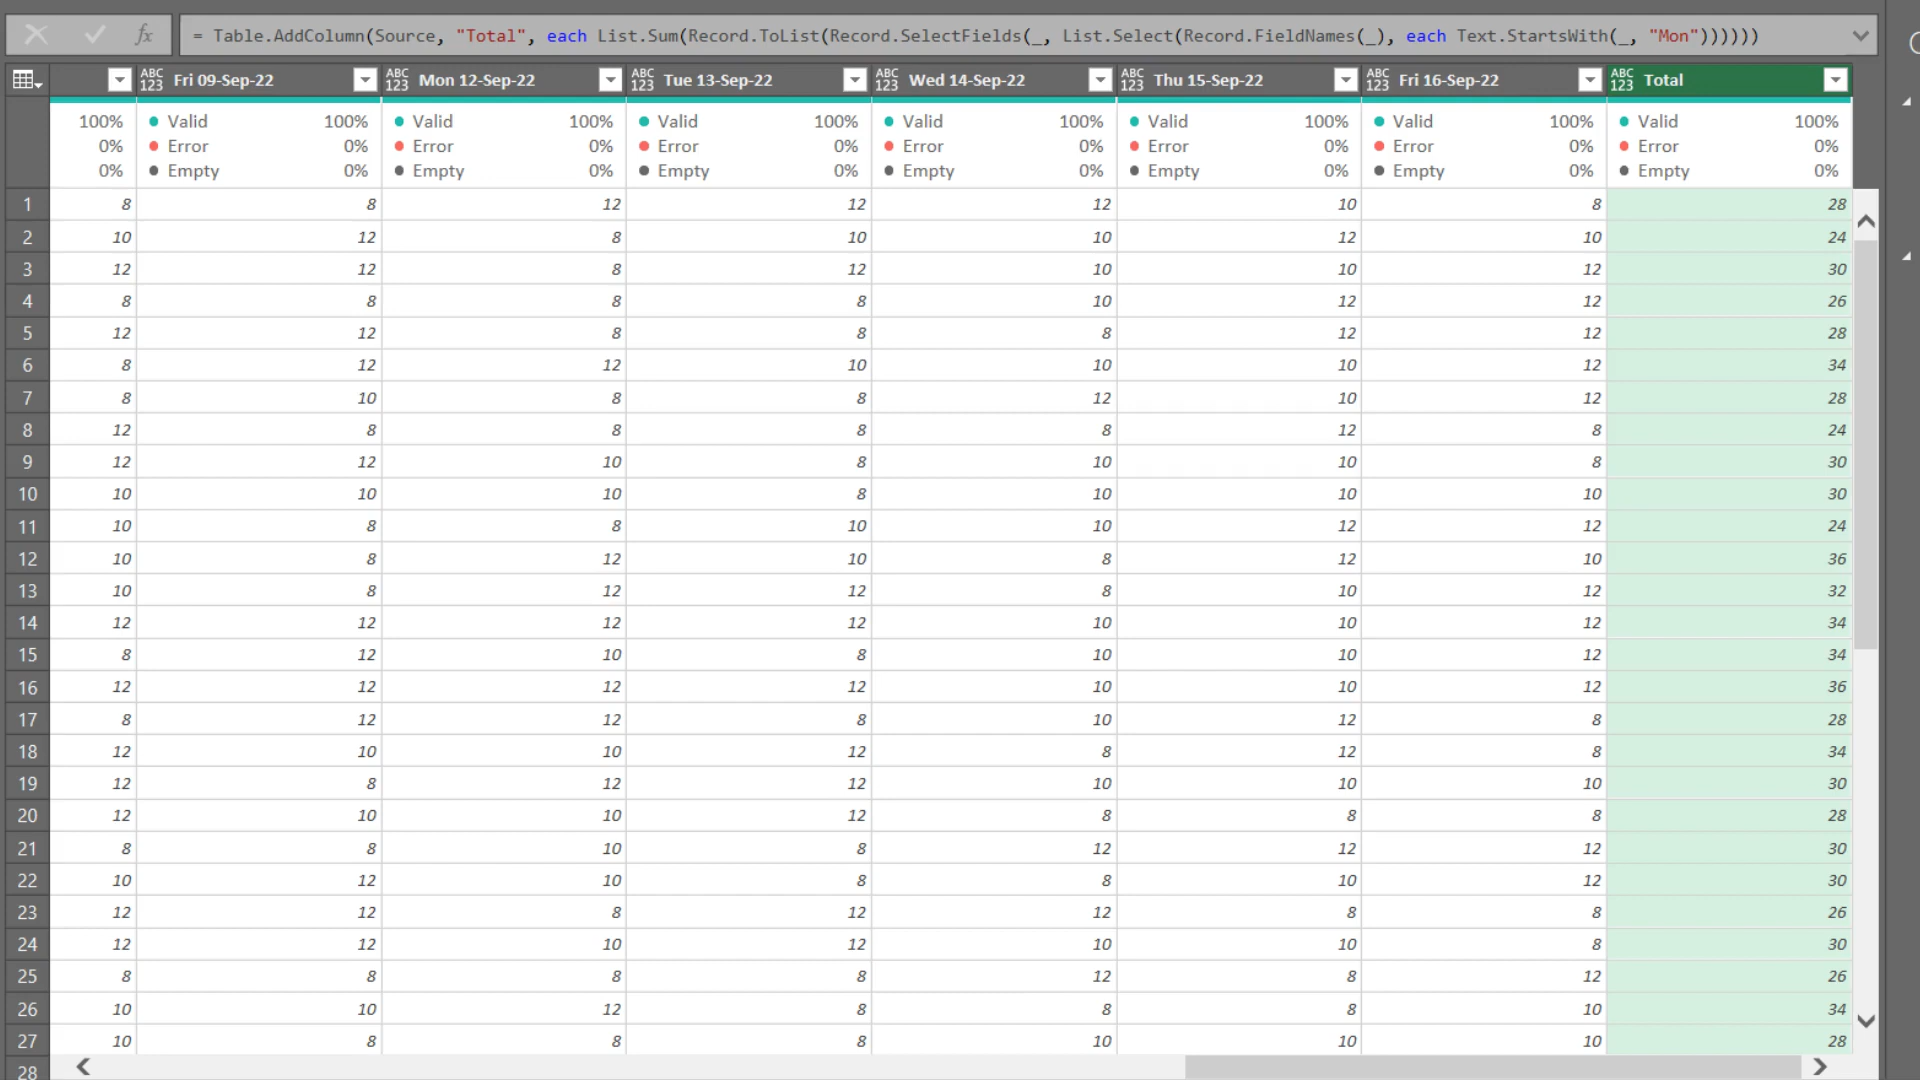 fx = Table.AddColumn(Source, "Total", each List.Sum(Record.ToList(Record.SelectFields(_, List.Select(Record.FieldNames(_), each Text.StartsWith(_, "Mon"))))))
ABC 123 Fri 09-Sep-22 ABC 123 Mon 12-Sep-22 ABC 123 Tue 13-Sep-22 ABC 123 Wed 14-Sep-22 ABC 123 Thu 15-Sep-22 ABC 123 Fri 16-Sep-22 ABC 123 Total
100% Valid 100% Valid 100% Valid 100% Valid 100% Valid 100% Valid 100% Valid 100%
0% Error 0% Error 0% Error 0% Error 0% Error 0% Error 0% Error 0%
0% Empty 0% Empty 0% Empty 0% Empty 0% Empty 0% Empty 0% Empty 0%
1 8 8 12 12 12 10 8 28
2 10 12 8 10 10 12 10 24
3 12 12 8 12 10 10 12 30
4 8 8 8 8 10 12 12 26
5 12 12 8 8 8 12 12 28
6 8 12 12 10 10 10 12 34
7 8 10 8 8 12 10 12 28
8 12 8 8 8 8 12 8 24
9 12 12 10 8 10 10 8 30
10 10 10 10 8 10 10 10 30
11 10 8 8 10 10 12 12 24
12 10 8 12 10 8 12 10 36
13 10 8 12 12 8 10 12 32
14 12 12 12 12 10 10 12 34
15 8 12 10 8 10 10 12 34
16 12 12 12 12 10 10 12 36
17 8 12 12 8 10 12 8 28
18 12 10 10 12 8 12 8 34
19 12 8 12 12 10 10 10 30
20 12 10 10 12 8 8 8 28
21 8 8 10 8 12 12 12 30
22 10 12 10 8 8 10 12 30
23 12 12 8 12 12 8 8 26
24 12 12 10 12 10 10 8 30
25 8 8 8 8 12 8 12 26
26 10 10 12 8 8 8 10 34
27 10 8 8 8 10 10 10 28
28